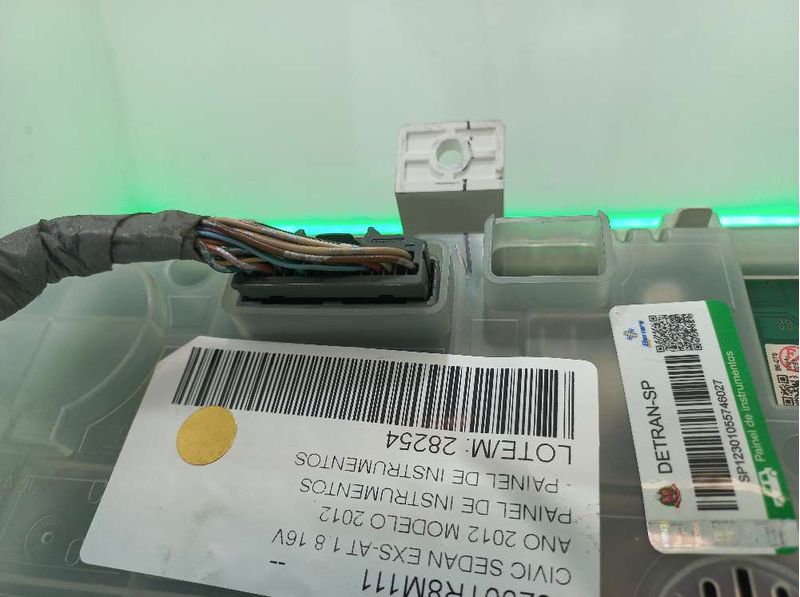 LOTE/M: 28254
- PAINEL DE INSTRUMENTOS
PAINEL DE INSTRUMENTOS
ANO 2012 MODELO 2012
CIVIC SEDAN EXS-AT 1 8 16V
--
DETRAN-SP
SP12301055746027
Painel de instrumentos